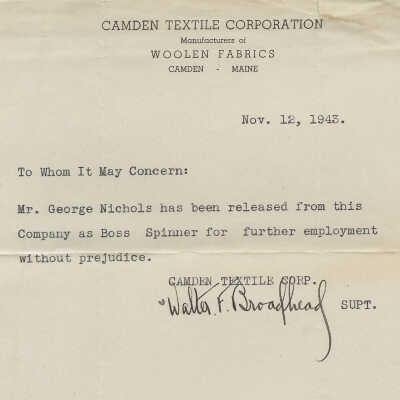 CAMDEN TEXTILE CORPORATION
Manufacturers of
WOOLEN FABRICS
CAMDEN - MAINE
Nov. 12, 1943.
To Whom It May Concern:
Mr. George Nichols has been released from this
Company as Boss Spinner for further employment
without prejudice.
CAMDEN TEXTILE CORP.
Walter F. Broadhead SUPT.